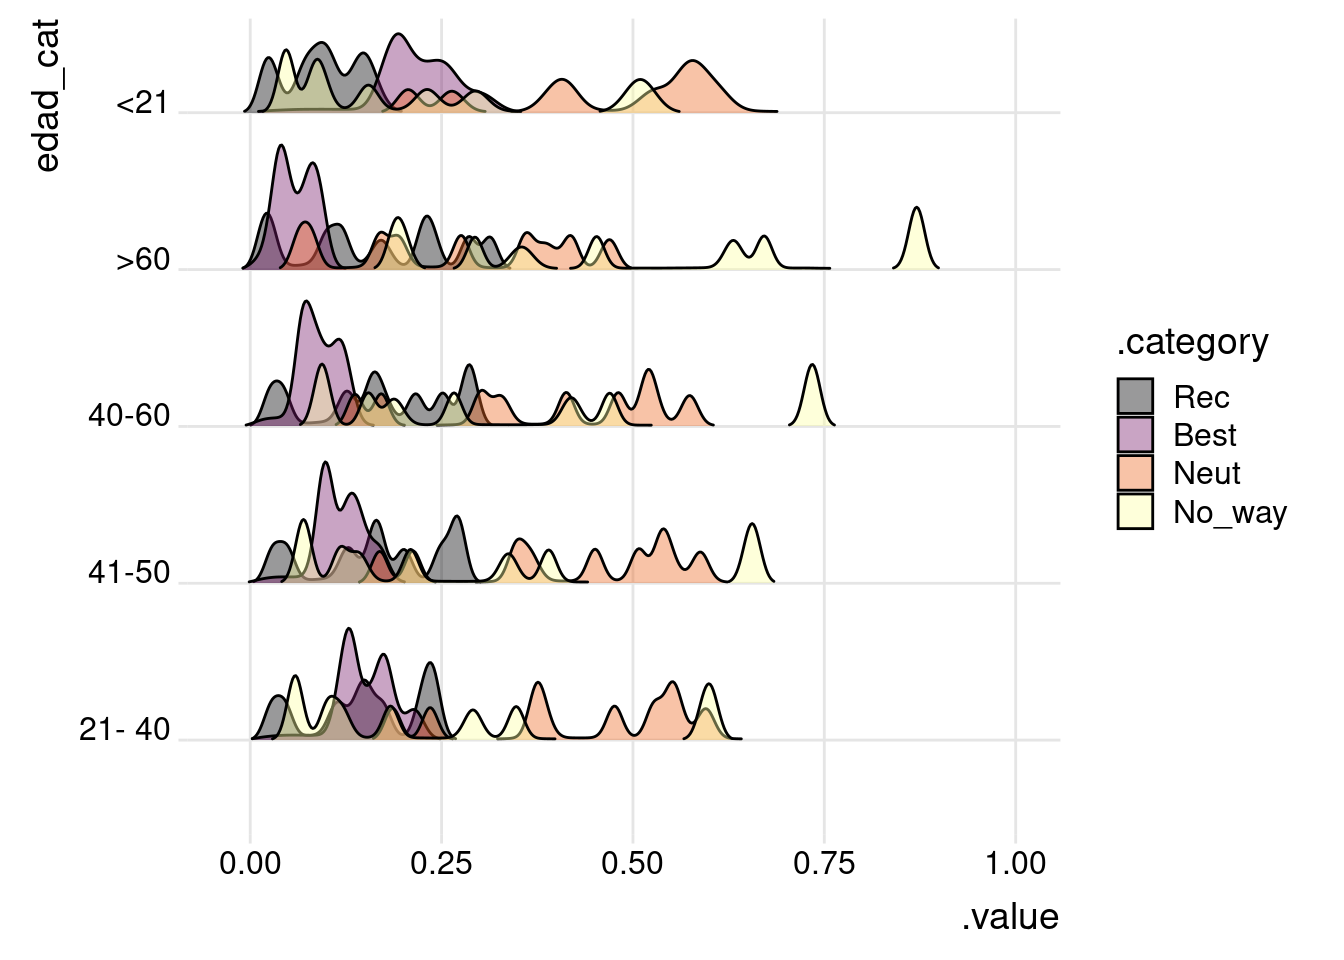 edad_cat
<21
>60
40-60
41-50
21- 40
0.00 0.25 0.50 0.75 1.00
.value
.category
Rec
Best
Neut
No_way